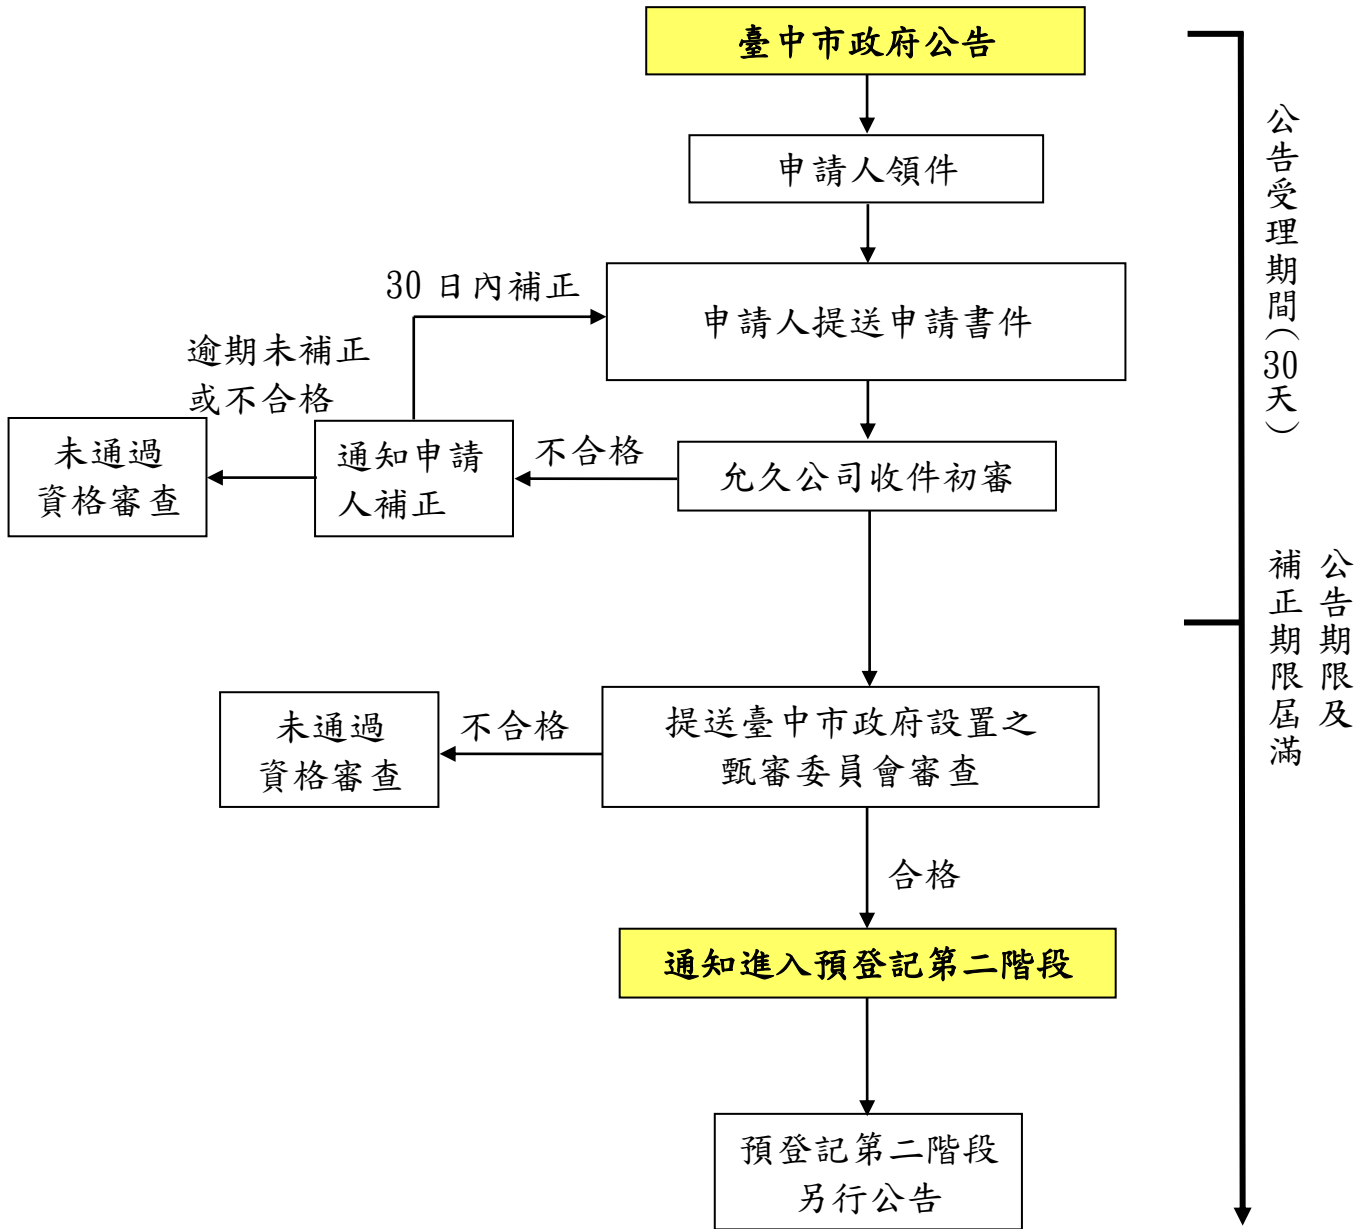 臺中市政府公告
申請人領件
30 日內補正
申請人提送申請書件
逾期未補正
或不合格
未通過
資格審查
通知申請
人補正
不合格
允久公司收件初審
未通過
資格審查
不合格
提送臺中市政府設置之
甄審委員會審查
合格
通知進入預登記第二階段
預登記第二階段
另行公告
公告受理期間(30天)
公告期限及
補正期限屆滿